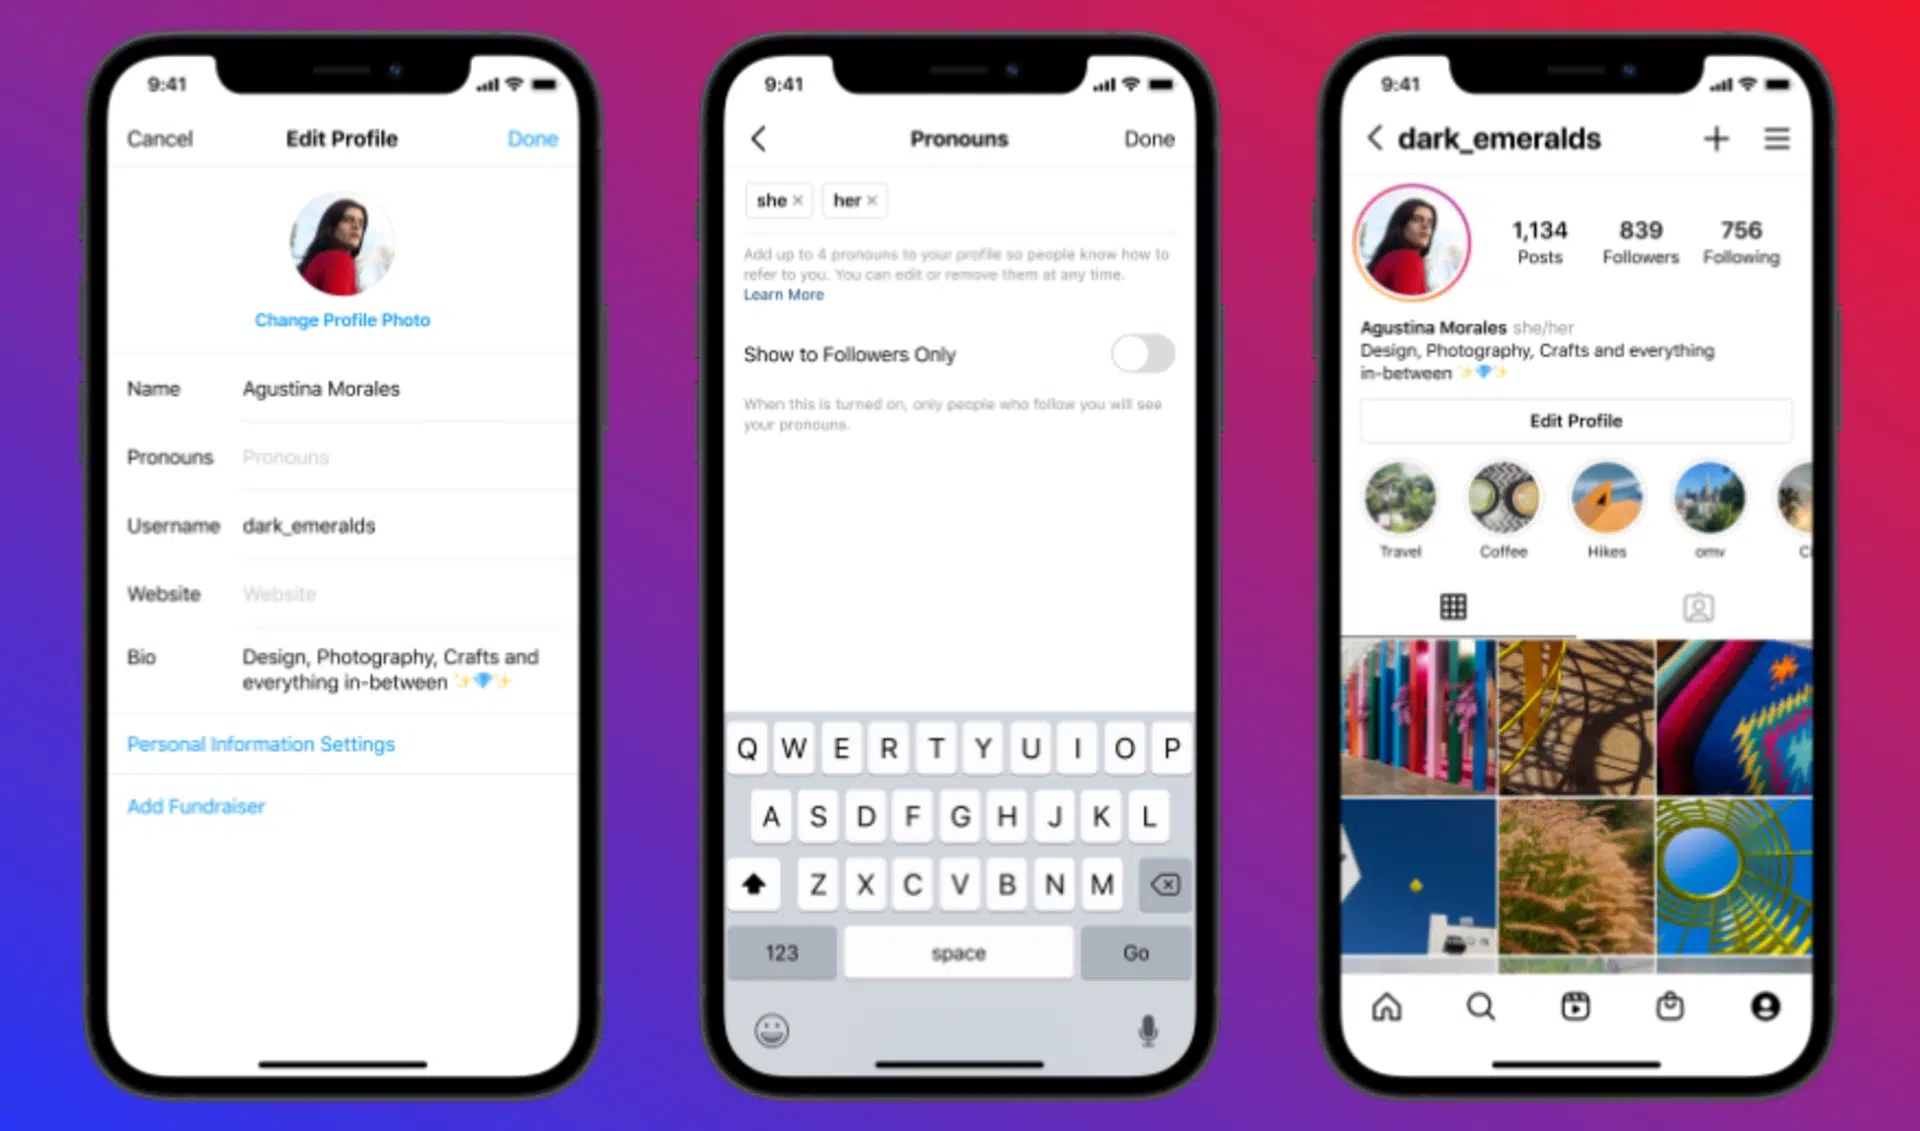 9:41
Cancel Edit Profile Done
Change Profile Photo
Name Agustina Morales
Pronouns Pronouns
Username dark_emeralds
Website Website
Bio Design, Photography, Crafts and
everything in-between ✨💎✨
Personal Information Settings
Add Fundraiser
9:41
Pronouns Done
she × her ×
Add up to 4 pronouns to your profile so people know how to
refer to you. You can edit or remove them at any time.
Learn More
Show to Followers Only
When this is turned on, only people who follow you will see
your pronouns.
Q W E R T Y U I O P
A S D F G H J K L
Z X C V B N M
123 space Go
9:41
dark_emeralds
1,134 839 756
Posts Followers Following
Agustina Morales she/her
Design, Photography, Crafts and everything
in-between ✨💎✨
Edit Profile
Travel Coffee Hikes omv